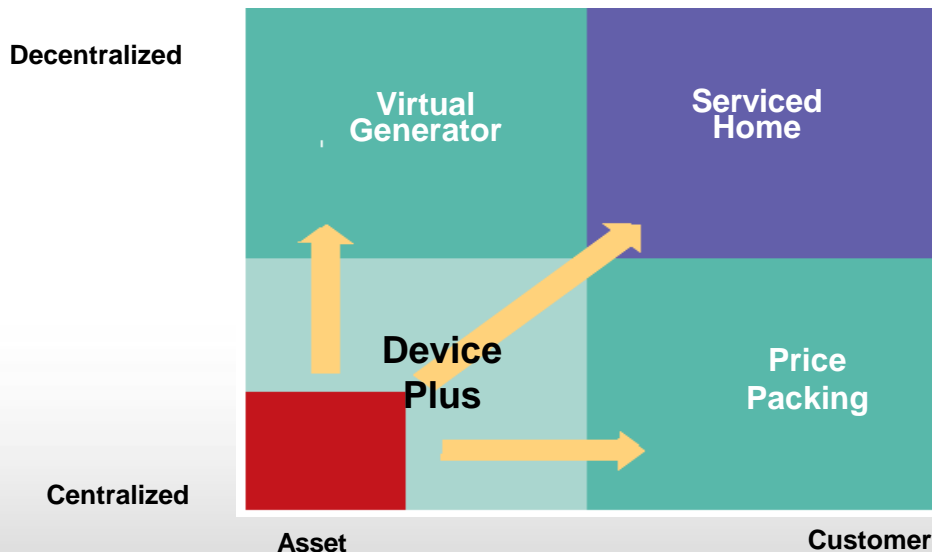 Decentralized
Virtual
Generator
Serviced
Home
Device
Plus
Price
Packing
Centralized
Asset
Customer